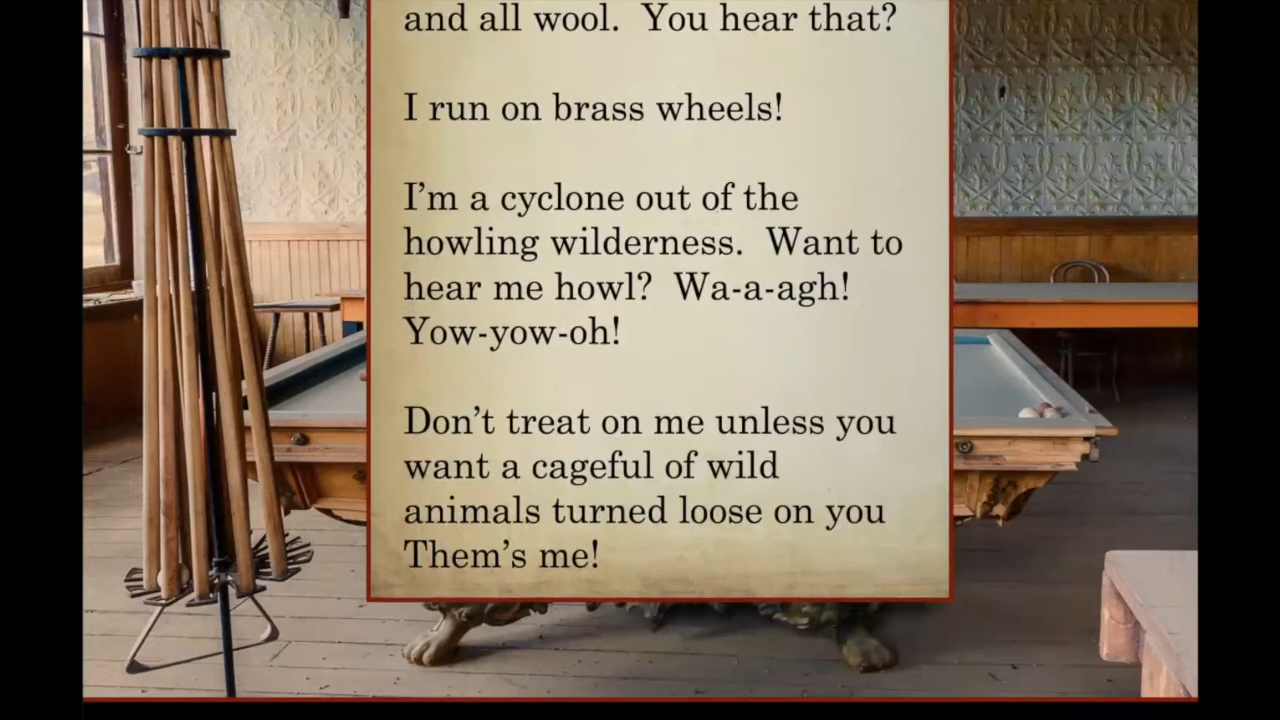 and all wool.  You hear that?
I run on brass wheels!
I’m a cyclone out of the
howling wilderness.  Want to
hear me howl?  Wa-a-agh!
Yow-yow-oh!
Don’t treat on me unless you
want a cageful of wild
animals turned loose on you
Them’s me!